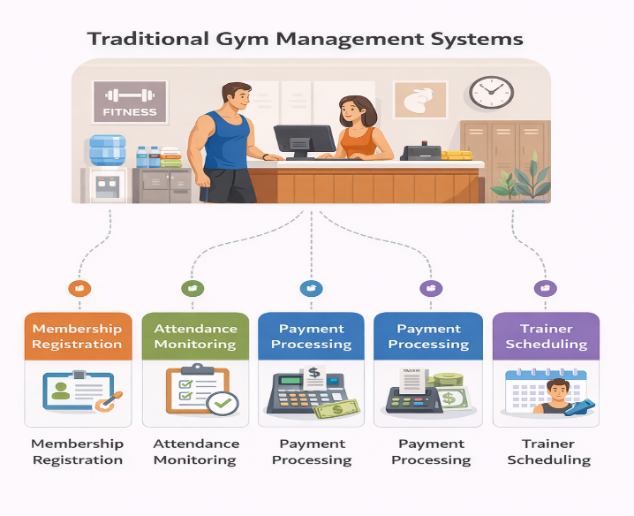 Traditional Gym Management Systems
FITNESS
Membership
Registration
Attendance
Monitoring
Payment
Processing
Payment
Processing
Trainer
Scheduling
$
$
Membership
Registration
Attendance
Monitoring
Payment
Processing
Payment
Processing
Trainer
Scheduling